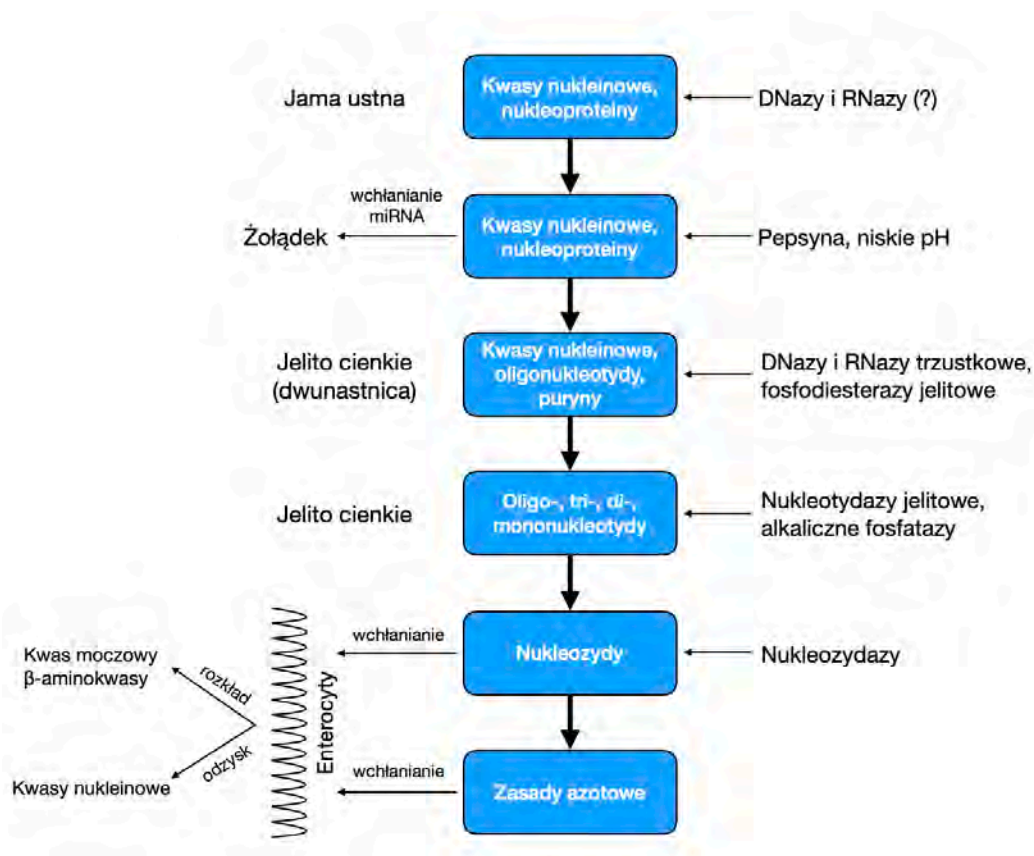 Jama ustna
Kwasy nukleinowe,
nukleoproteiny
DNazy i RNazy (?)
wchłanianie
miRNA
Żołądek
Kwasy nukleinowe,
nukleoproteiny
Pepsyna, niskie pH
Jelito cienkie
(dwunastnica)
Kwasy nukleinowe,
oligonukleotydy,
puryny
DNazy i RNazy trzustkowe,
fosfodiesterazy jelitowe
Jelito cienkie
Oligo-, tri-, di-,
mononukleotydy
Nukleotydazy jelitowe,
alkaliczne fosfatazy
Kwas moczowy
β-aminokwasy
rozkład
odzysk
Kwasy nukleinowe
Enterocyty
wchłanianie
Nukleozydy
Nukleozydazy
wchłanianie
Zasady azotowe